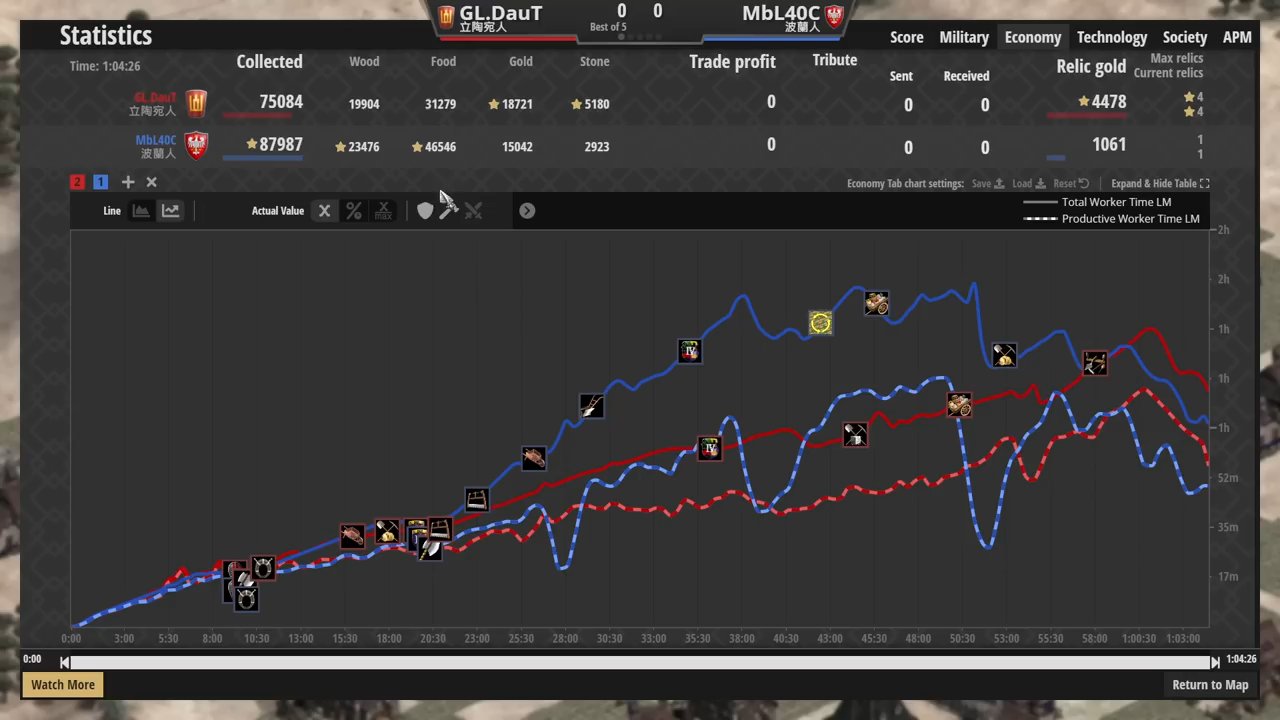 GL.DauT 0 0 MbL40C
立陶宛人 Best of 5 波蘭人
Statistics
Score Military Economy Technology Society APM
Time: 1:04:26 Collected Wood Food Gold Stone Trade profit Tribute Sent Received Relic gold Max relics
Current relics
GL.DauT 75084 19904 31279 18721 5180 0 0 0 4478 4
立陶宛人 4
MbL40C 87987 23476 46546 15042 2923 0 0 0 1061 1
波蘭人 1
2 1 Economy Tab chart settings: Save Load Reset Expand & Hide Table
Line Actual Value X % X max
Total Worker Time LM
Productive Worker Time LM
2h
2h
1h
1h
1h
52m
35m
17m
IV
IV
0:00 3:00 5:30 8:00 10:30 13:00 15:30 18:00 20:30 23:00 25:30 28:00 30:30 33:00 35:30 38:00 40:30 43:00 45:30 48:00 50:30 53:00 55:30 58:00 1:00:30 1:03:00
0:00 1:04:26
Watch More Return to Map